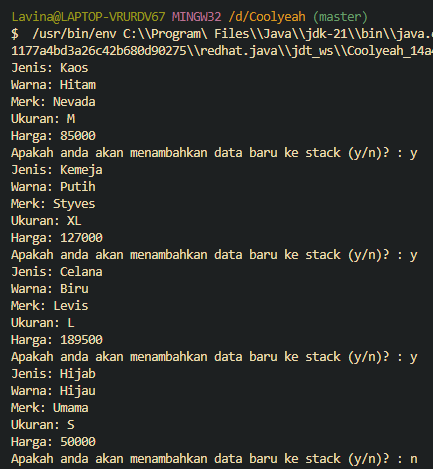 Lavina@LAPTOP-VRURDV67 MINGW32 /d/Coolyeah (master)
$  /usr/bin/env C:\\Program\ Files\\Java\\jdk-21\\bin\\java.
1177a4bd3a26c42b680d90275\\redhat.java\\jdt_ws\\Coolyeah_14a
Jenis: Kaos
Warna: Hitam
Merk: Nevada
Ukuran: M
Harga: 85000
Apakah anda akan menambahkan data baru ke stack (y/n)? : y
Jenis: Kemeja
Warna: Putih
Merk: Styves
Ukuran: XL
Harga: 127000
Apakah anda akan menambahkan data baru ke stack (y/n)? : y
Jenis: Celana
Warna: Biru
Merk: Levis
Ukuran: L
Harga: 189500
Apakah anda akan menambahkan data baru ke stack (y/n)? : y
Jenis: Hijab
Warna: Hijau
Merk: Umama
Ukuran: S
Harga: 50000
Apakah anda akan menambahkan data baru ke stack (y/n)? : n